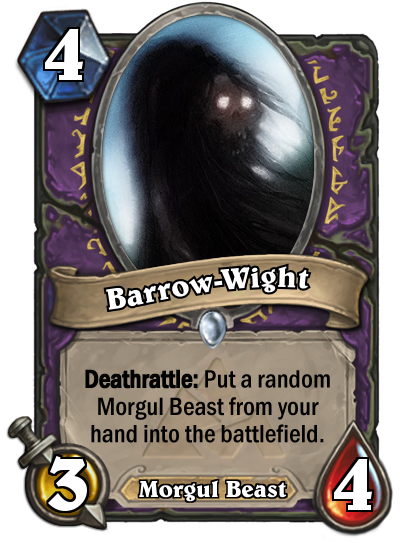 4
Barrow-Wight
Deathrattle: Put a random
Morgul Beast from your
hand into the battlefield.
3
Morgul Beast
4